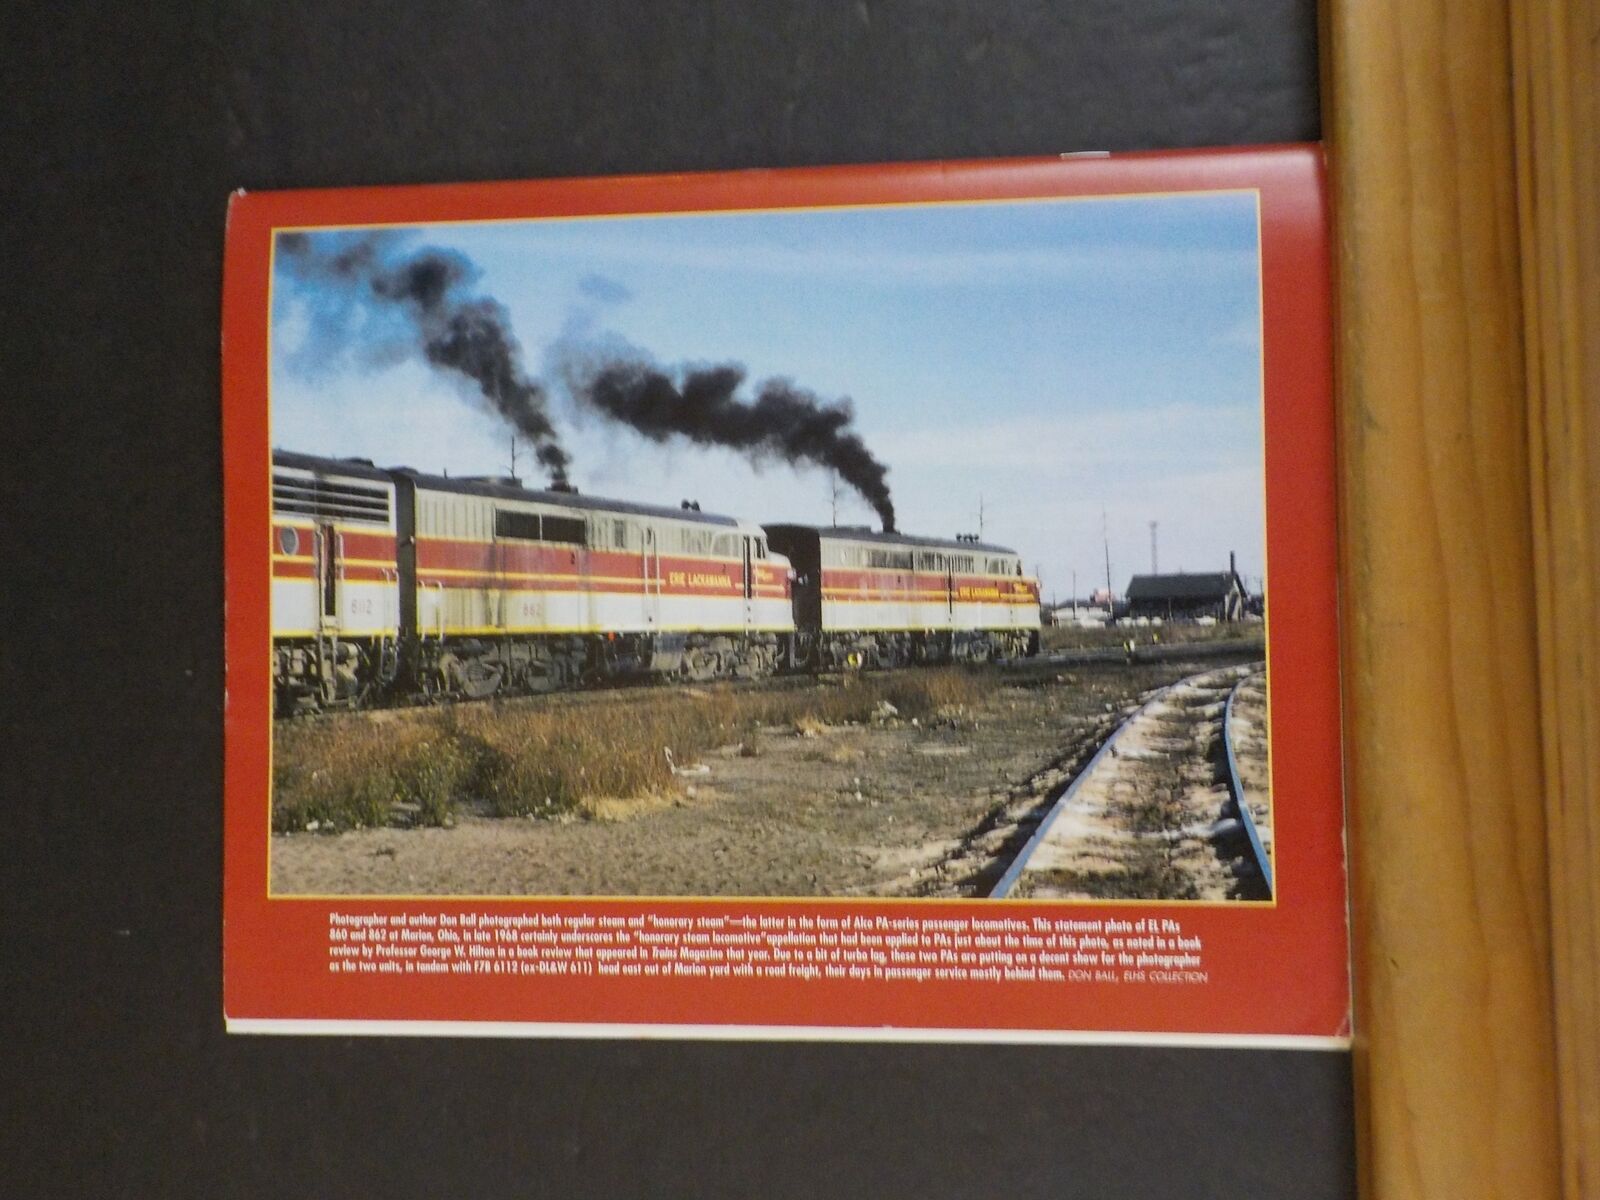 ERIE LACKAWANNA
ERIE LACKAWANNA
862
Photographer and author Don Ball photographed both regular steam and "honorary steam"—the latter in the form of Alco PA-series passenger locomotives. This statement photo of EL PAs
860 and 862 at Marion, Ohio, in late 1968 certainly underscores the "honorary steam locomotive"appellation that had been applied to PAs just about the time of this photo, as noted in a book
review by Professor George W. Hilton in a book review that appeared in Trains Magazine that year. Due to a bit of turbo lag, these two PAs are putting on a decent show for the photographer
as the two units, in tandem with F7B 6112 (ex-DL&W 611) head east out of Marion yard with a road freight, their days in passenger service mostly behind them. DON BALL, ELHS COLLECTION